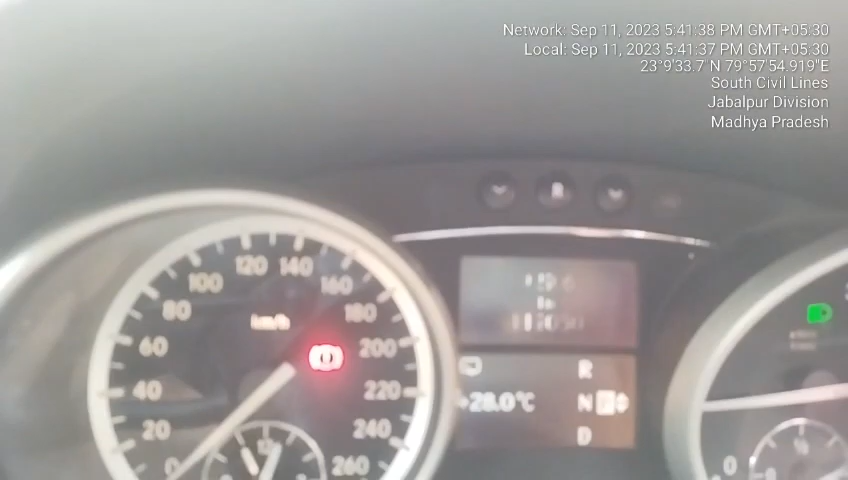 Network: Sep 11, 2023 5:41:38 PM GMT+05:30
Local: Sep 11, 2023 5:41:37 PM GMT+05:30
23°9'33.7"N 79°57'54.919"E
South Civil Lines
Jabalpur Division
Madhya Pradesh
120 140
100 160
80 180
km/h
60 200
40 220
20 240
0 260
12
R
+28.0°C N P
D
0